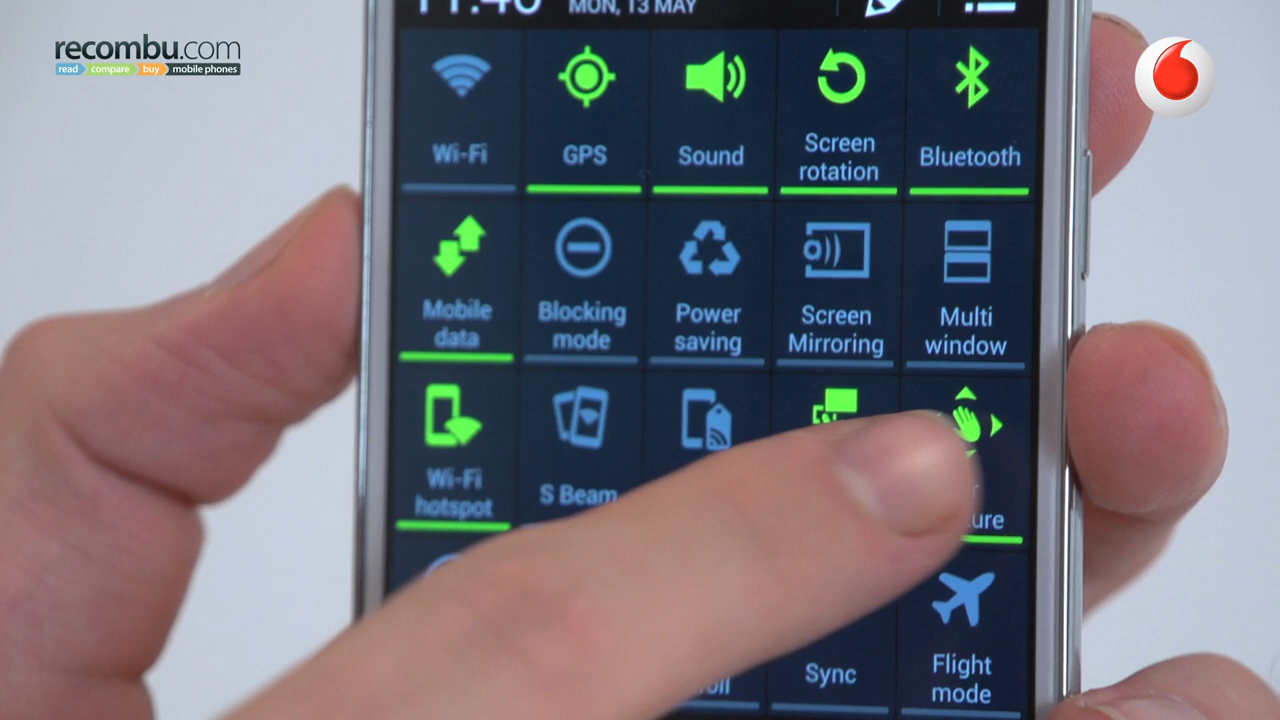 MON, 13 MAY
recombu.com
read compare buy mobile phones
Wi-Fi
GPS
Sound
Screen
rotation
Bluetooth
Mobile
data
Blocking
mode
Power
saving
Screen
Mirroring
Multi
window
Wi-Fi
hotspot
S Beam
Sync
Flight
mode